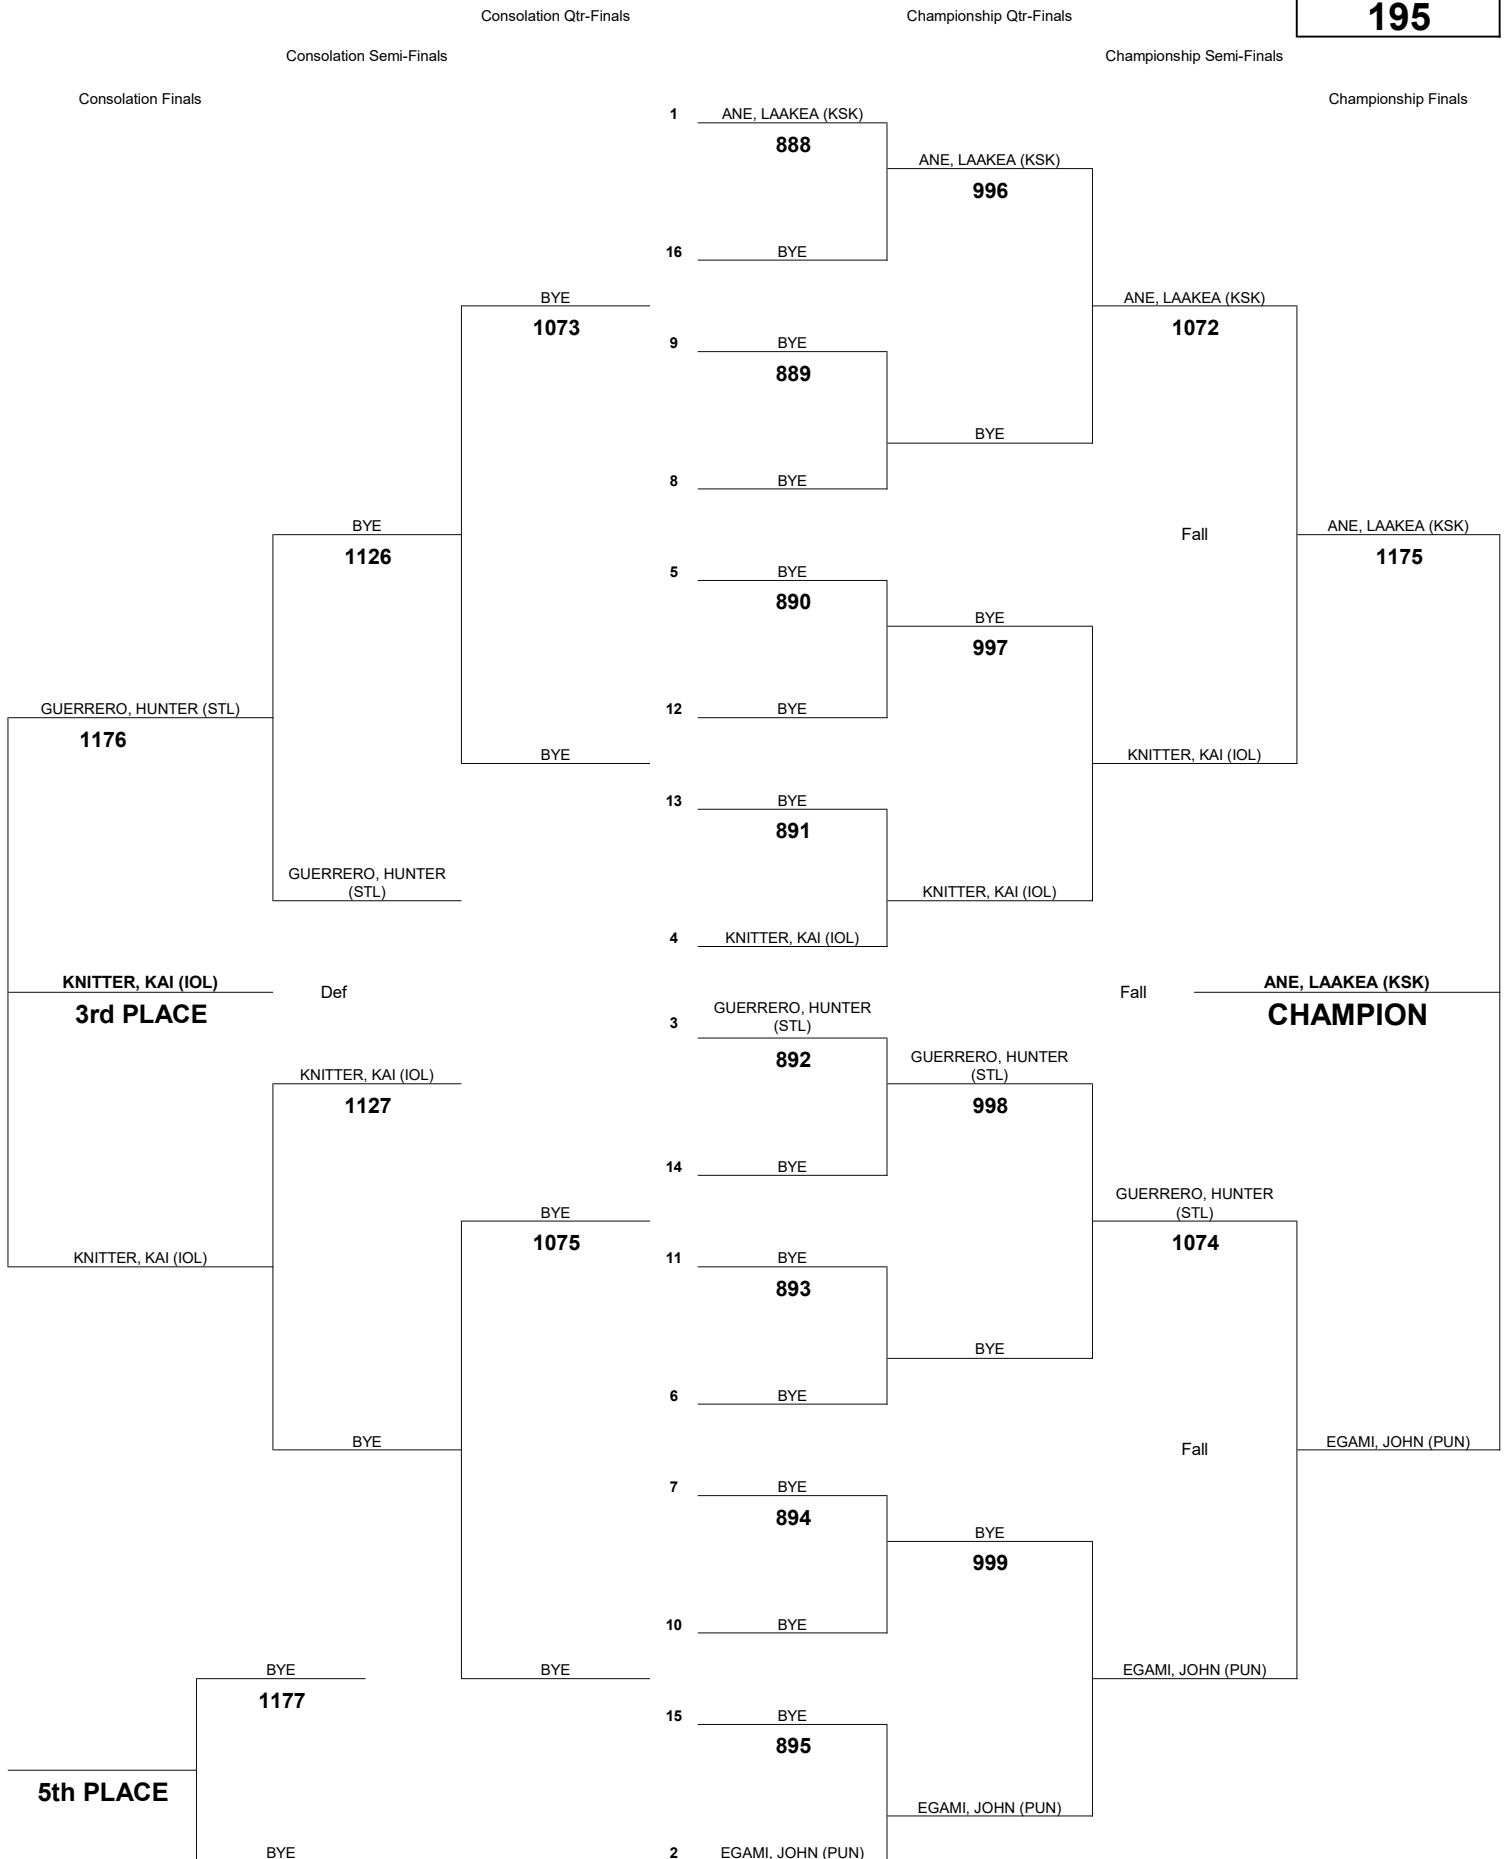 Consolation Qtr-Finals
Championship Qtr-Finals
195
Consolation Semi-Finals
Championship Semi-Finals
Consolation Finals
Championship Finals
1 ANE, LAAKEA (KSK)
888
ANE, LAAKEA (KSK)
996
16 BYE
BYE
1073
ANE, LAAKEA (KSK)
1072
9 BYE
889
BYE
8 BYE
BYE
1126
Fall
ANE, LAAKEA (KSK)
1175
5 BYE
890
BYE
997
12 BYE
GUERRERO, HUNTER (STL)
1176
BYE
KNITTER, KAI (IOL)
13 BYE
891
GUERRERO, HUNTER
(STL)
KNITTER, KAI (IOL)
4 KNITTER, KAI (IOL)
KNITTER, KAI (IOL)
3rd PLACE
Def
Fall
ANE, LAAKEA (KSK)
CHAMPION
3 GUERRERO, HUNTER
(STL)
892
GUERRERO, HUNTER
(STL)
998
KNITTER, KAI (IOL)
1127
14 BYE
GUERRERO, HUNTER
(STL)
1074
BYE
1075
KNITTER, KAI (IOL)
11 BYE
893
BYE
6 BYE
BYE
Fall
EGAMI, JOHN (PUN)
7 BYE
894
BYE
999
10 BYE
BYE
1177
BYE
EGAMI, JOHN (PUN)
15 BYE
895
5th PLACE
EGAMI, JOHN (PUN)
BYE
2 EGAMI, JOHN (PUN)